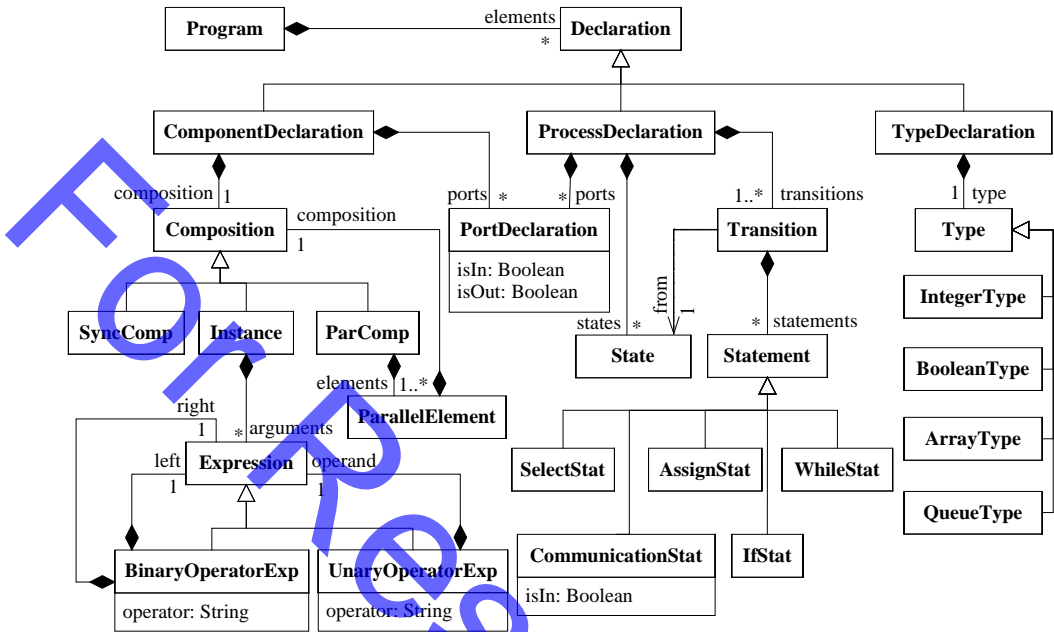 elements
Program
Declaration
*
ComponentDeclaration
ProcessDeclaration
TypeDeclaration
composition
1
ports
*
*
ports
1..*
transitions
1
type
composition
1
Composition
PortDeclaration
isIn: Boolean
isOut: Boolean
Transition
Type
from
1
SyncComp
Instance
ParComp
states
*
*
statements
State
Statement
IntegerType
BooleanType
ArrayType
QueueType
elements
1..*
ParallelElement
right
1
*
arguments
left
1
Expression
operand
1
SelectStat
AssignStat
WhileStat
CommunicationStat
isIn: Boolean
IfStat
BinaryOperatorExp
operator: String
UnaryOperatorExp
operator: String
For Res